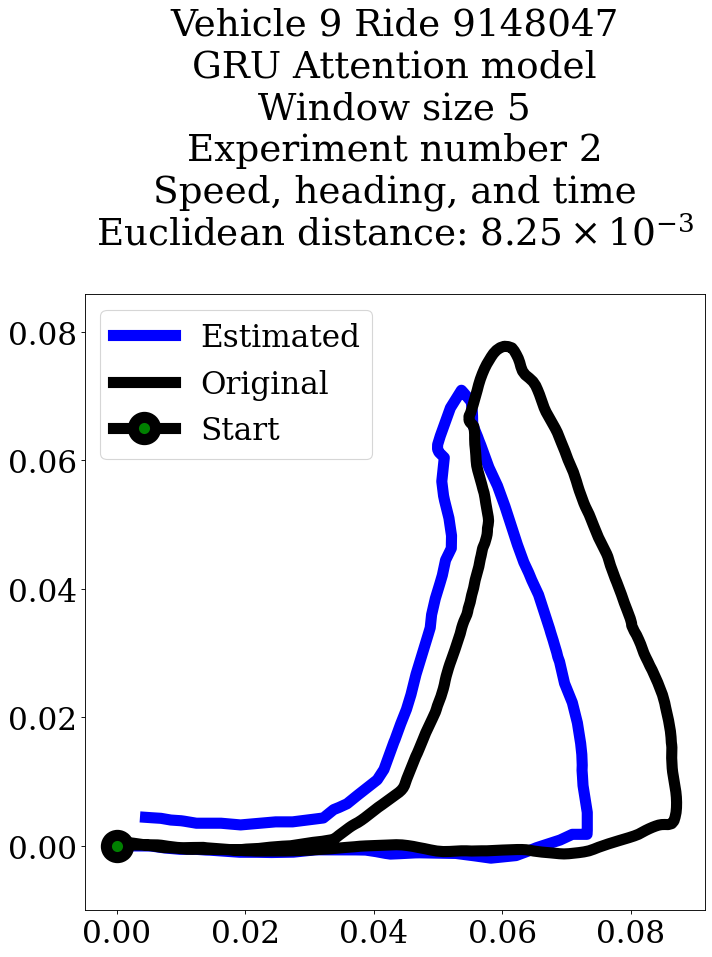 Vehicle 9 Ride 9148047
GRU Attention model
Window size 5
Experiment number 2
Speed, heading, and time
Euclidean distance: 8.25 × 10⁻³
Estimated
Original
Start
0.08
0.06
0.04
0.02
0.00
0.00 0.02 0.04 0.06 0.08